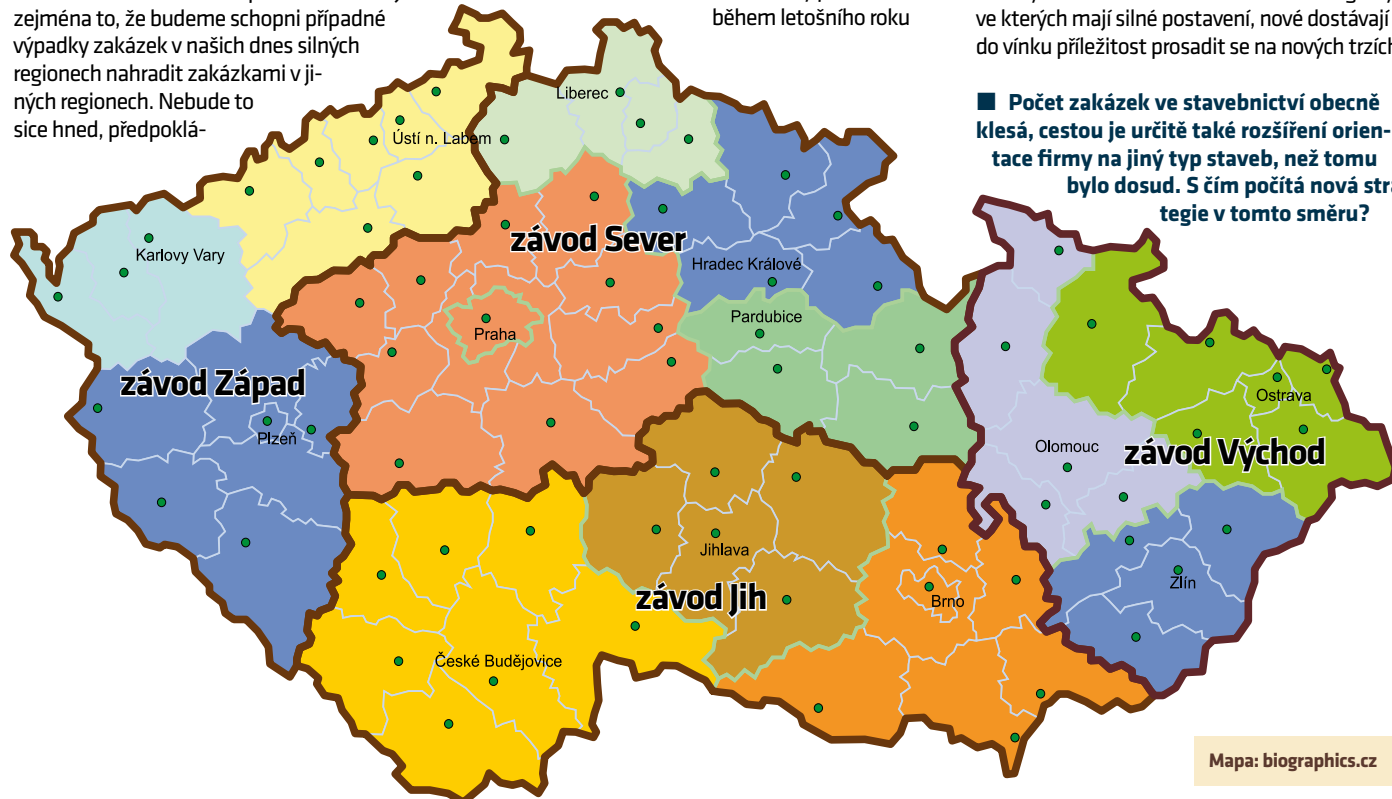 zejména to, že budeme schopni případné
výpadky zakázek v našich dnes silných
regionech nahradit zakázkami v ji-
ných regionech. Nebude to
sice hned, předpoklá-
během letošního roku
ve kterých mají silné postavení, nové dostávají
do vínku příležitost prosadit se na nových trzích
■ Počet zakázek ve stavebnictví obecně
klesá, cestou je určitě také rozšíření orien-
tace firmy na jiný typ staveb, než tomu
bylo dosud. S čím počítá nová stra-
tegie v tomto směru?
Liberec
Ústí n. Labem
závod Sever
Karlovy Vary
Hradec Králové
Praha
Pardubice
závod Západ
Plzeň
Ostrava
Olomouc
závod Východ
Jihlava
Zlín
závod Jih
Brno
České Budějovice
Mapa: biographics.cz